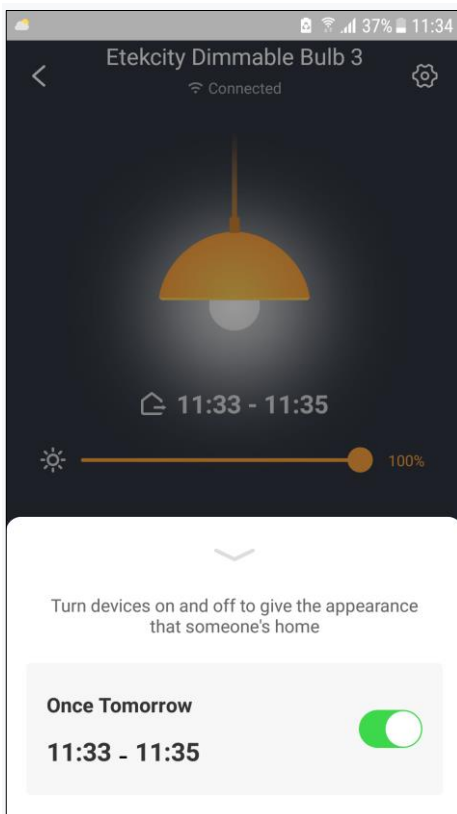 37% 11:34
Etekcity Dimmable Bulb 3
Connected
11:33 - 11:35
100%
Turn devices on and off to give the appearance
that someone's home
Once Tomorrow
11:33 - 11:35